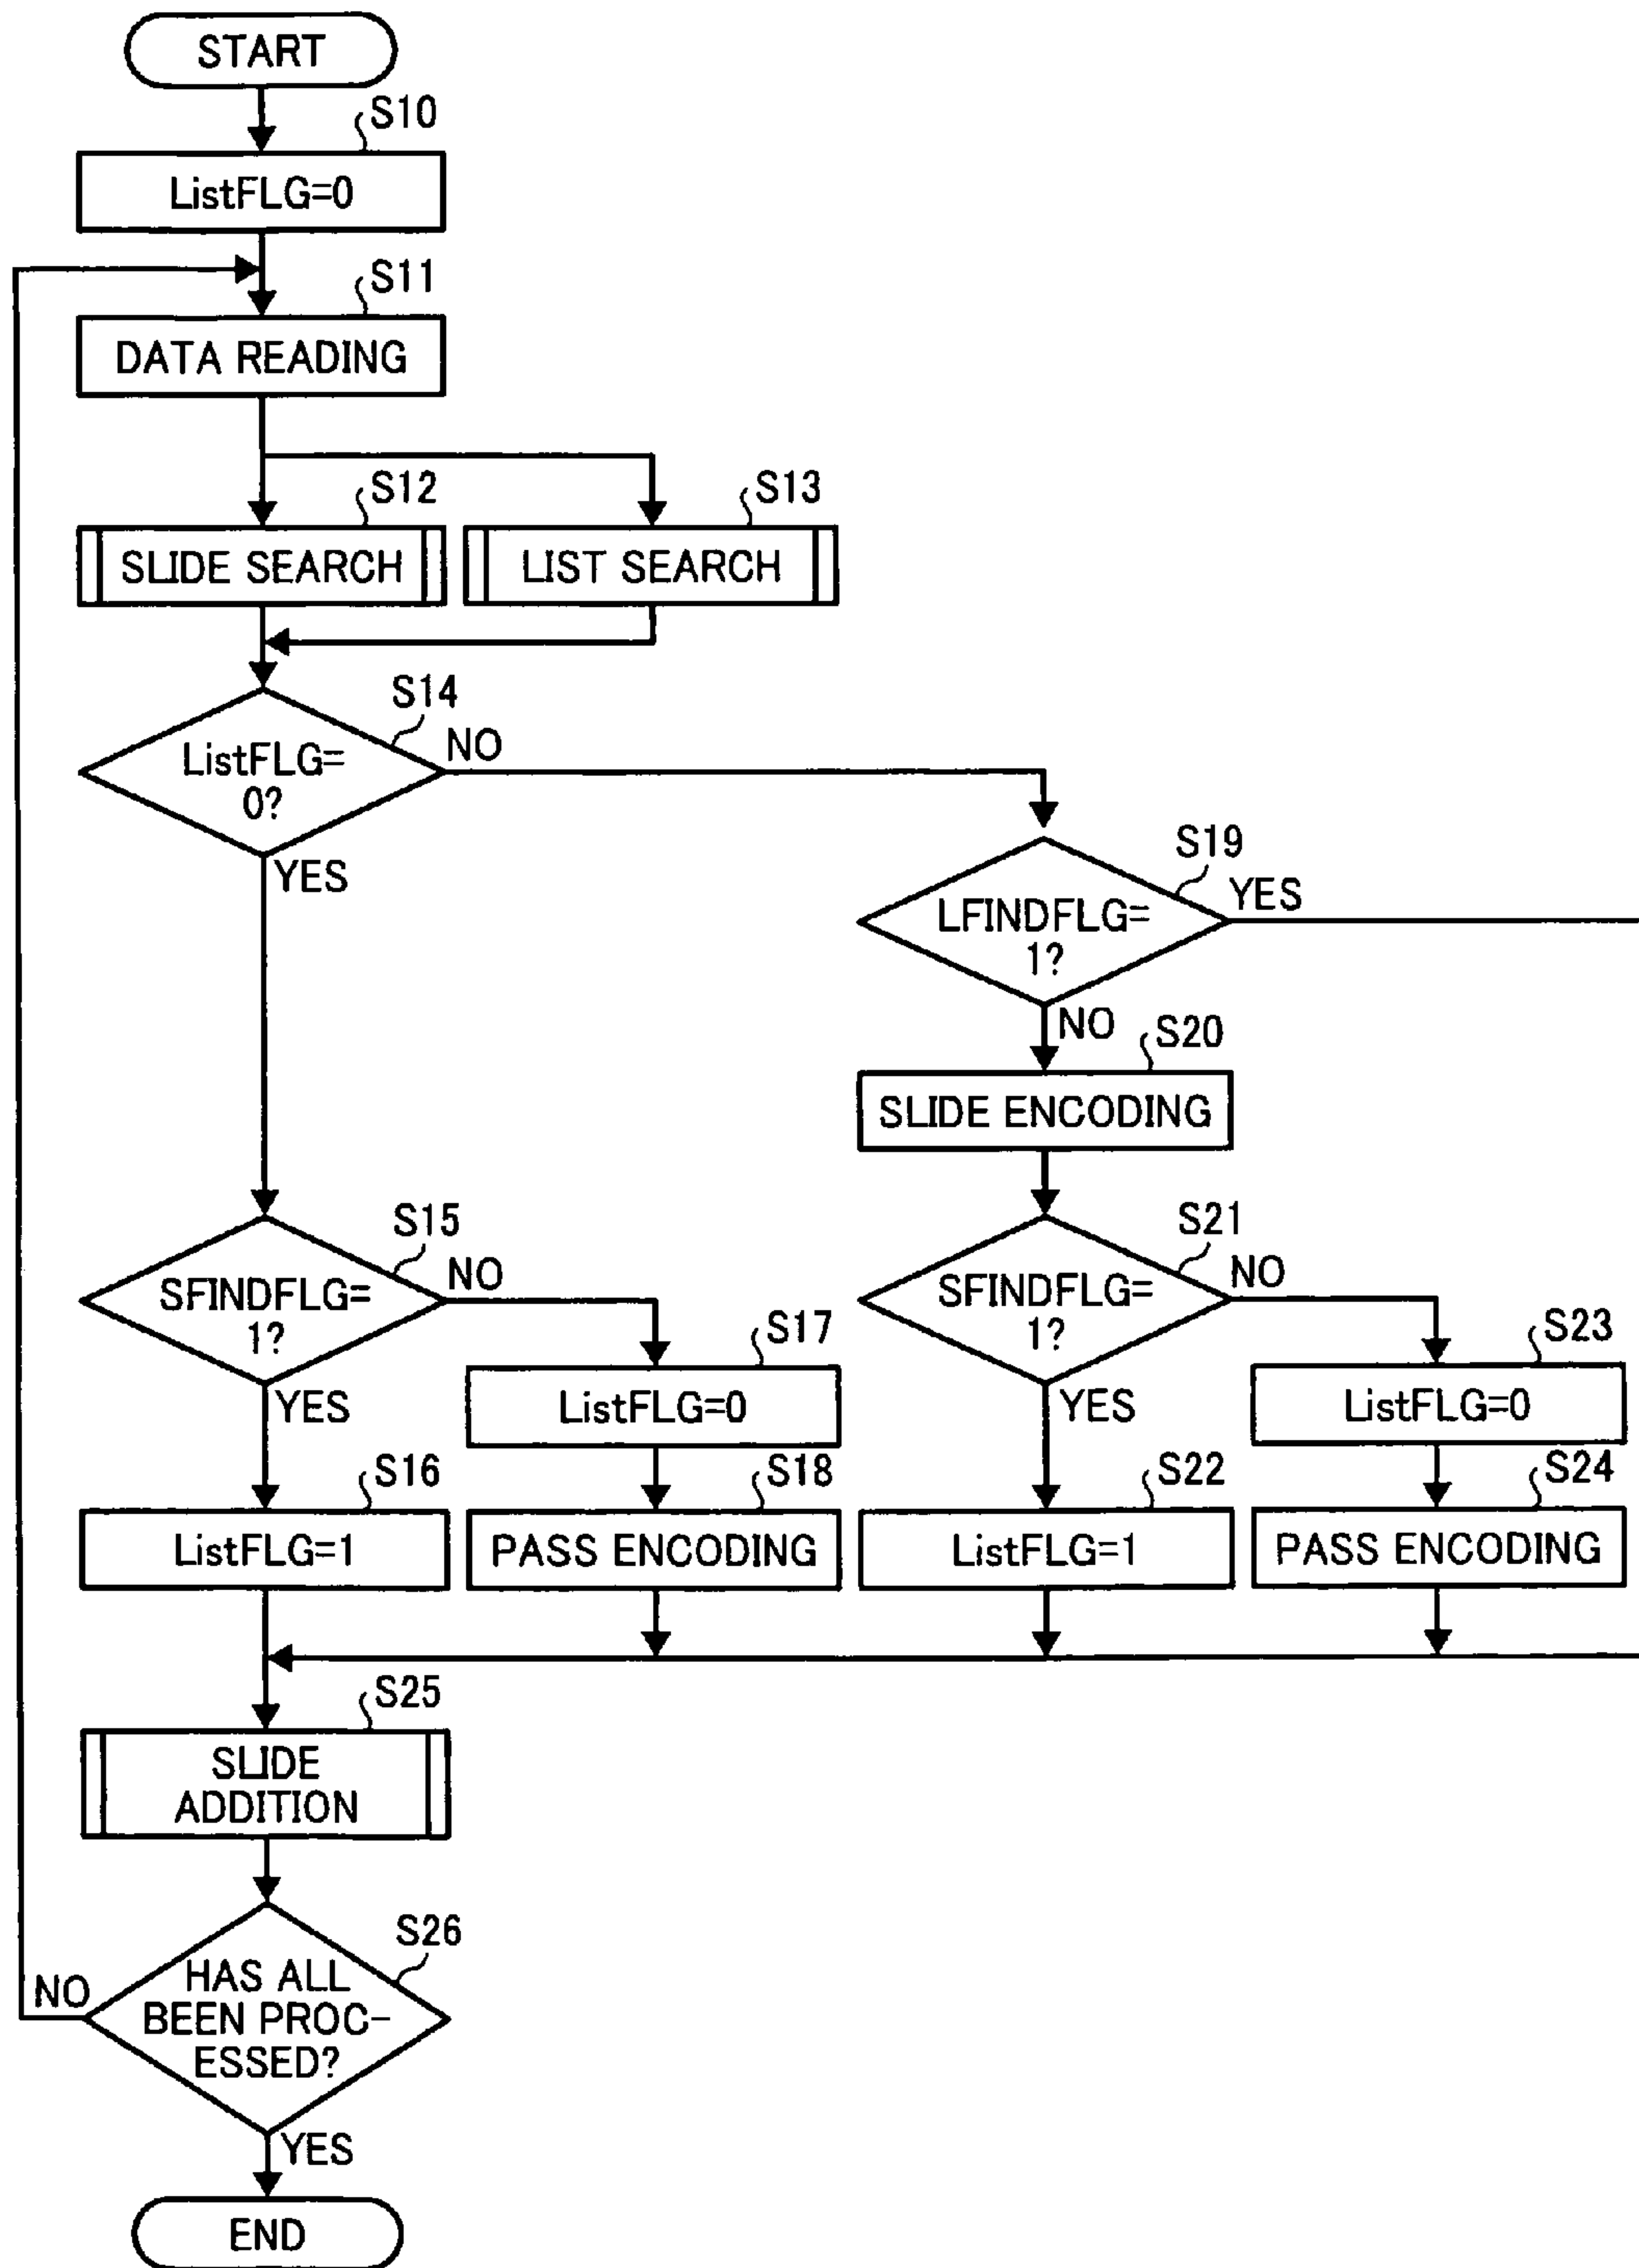 START
S10
ListFLG=0
S11
DATA READING
S12
S13
SLIDE SEARCH
LIST SEARCH
S14
ListFLG=
0?
NO
YES
S19
LFINDFLG=
1?
YES
NO
S20
SLIDE ENCODING
S15
SFINDFLG=
1?
NO
YES
S21
SFINDFLG=
1?
NO
YES
S17
ListFLG=0
S23
ListFLG=0
S16
ListFLG=1
S18
PASS ENCODING
S22
ListFLG=1
S24
PASS ENCODING
S25
SLIDE
ADDITION
S26
HAS ALL
BEEN PROC-
ESSED?
NO
YES
END